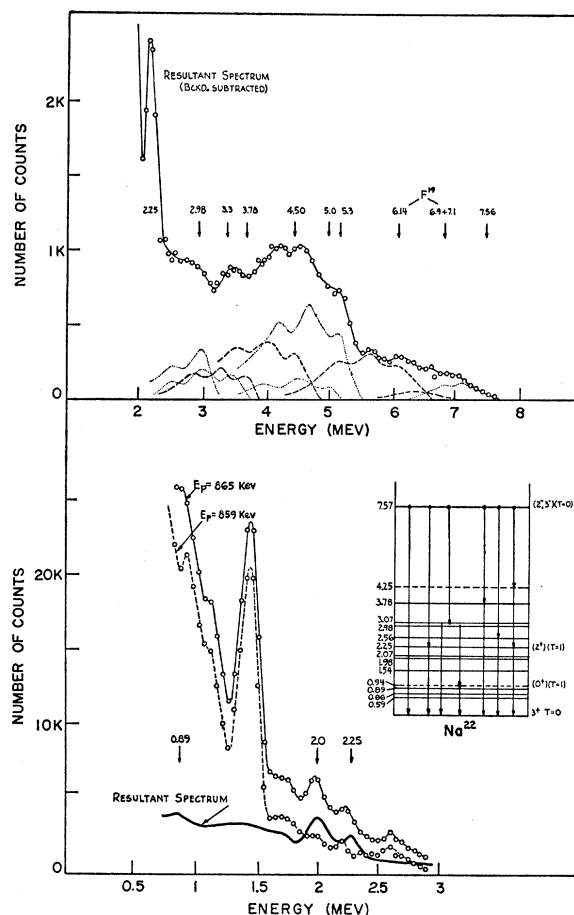 RESULTANT SPECTRUM
(BCKD. SUBTRACTED)
2K
1K
0
NUMBER OF COUNTS
F¹⁹
2.25 2.98 3.3 3.78 4.50 5.0 5.3 6.14 6.9+7.1 7.56
2 3 4 5 6 7 8
ENERGY (MEV)
Ep= 865 Kev
Ep= 859 Kev
20K
10K
0
NUMBER OF COUNTS
0.89
2.0
2.25
RESULTANT SPECTRUM
0.5 1 1.5 2 2.5 3
ENERGY (MEV)
7.57 (2⁻,3⁻)(T=0)
4.25
3.78
3.07
2.98
2.56
2.25 (2⁺)(T=1)
2.07
1.98
1.54
0.94 (0⁺)(T=1)
0.89
0.59
3⁺ T=0
Na²²